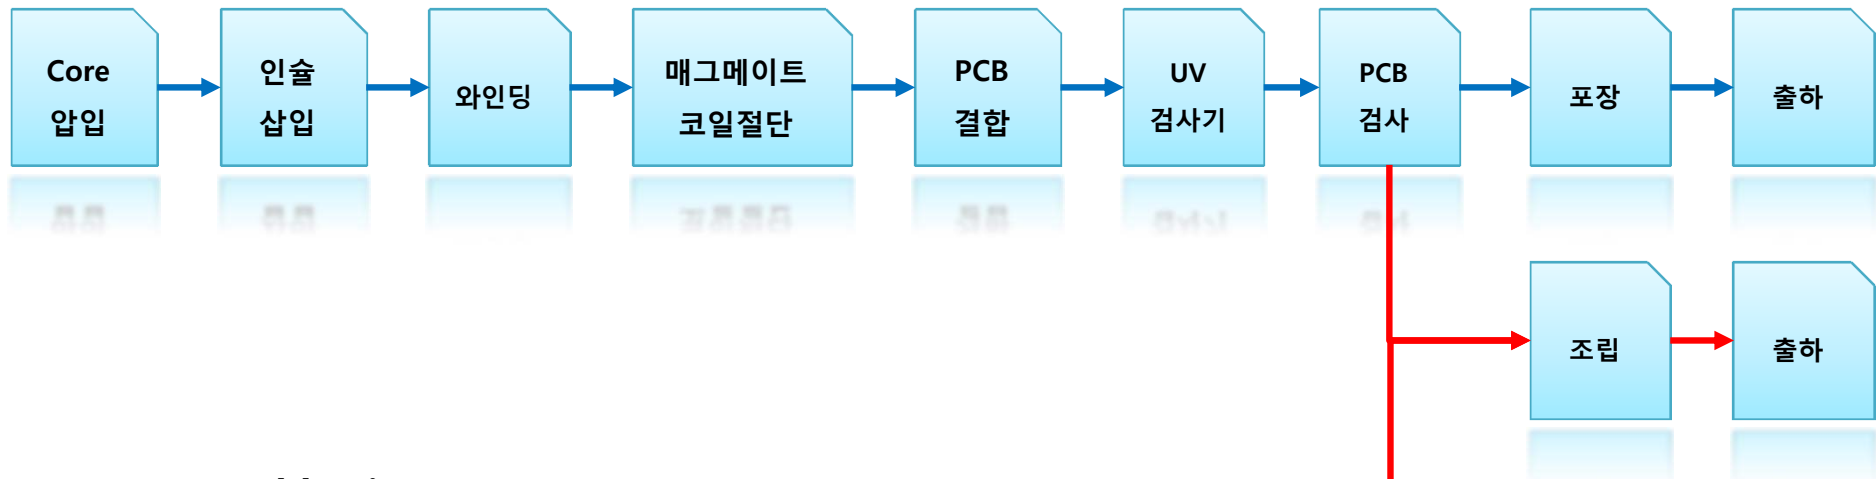 Core
압입
인슐
삽입
와인딩
매그메이트
코일절단
PCB
결합
UV
검사기
PCB
검사
포장
출하
조립
출하